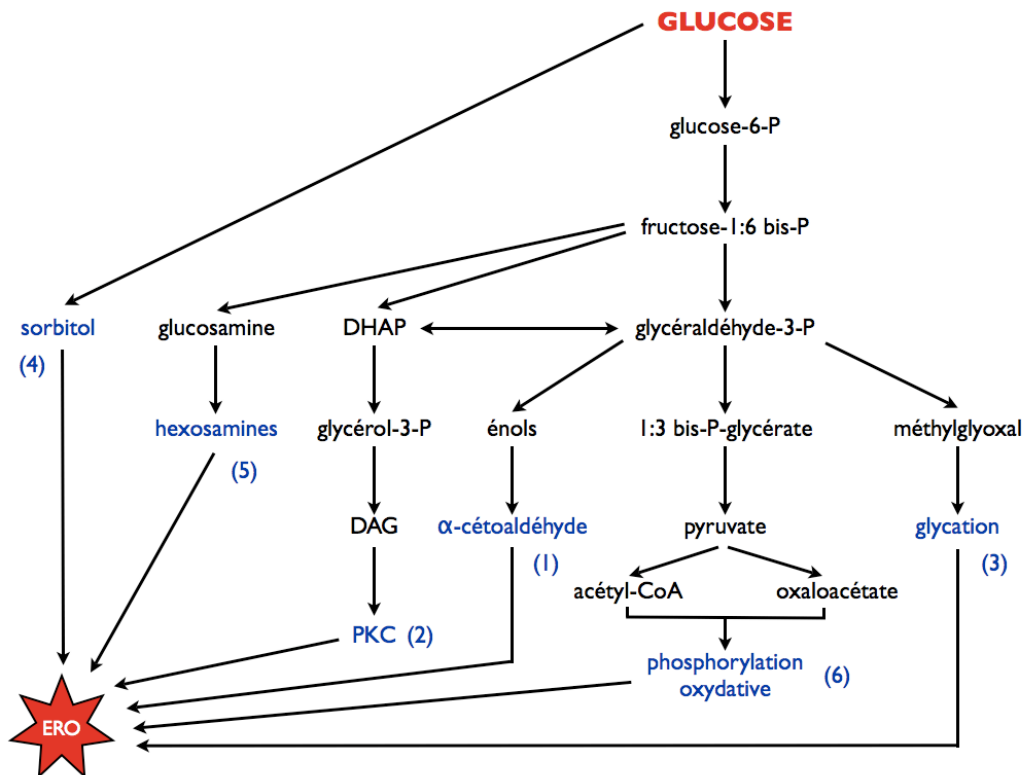 GLUCOSE
glucose-6-P
fructose-1:6 bis-P
sorbitol
glucosamine
DHAP
glycéraldéhyde-3-P
(4)
hexosamines
glycérol-3-P
énols
1:3 bis-P-glycérate
méthylglyoxal
(5)
DAG
α-cétoaldéhyde
pyruvate
glycation
(1)
(3)
acétyl-CoA
oxaloacétate
PKC (2)
phosphorylation
oxydative
(6)
ERO